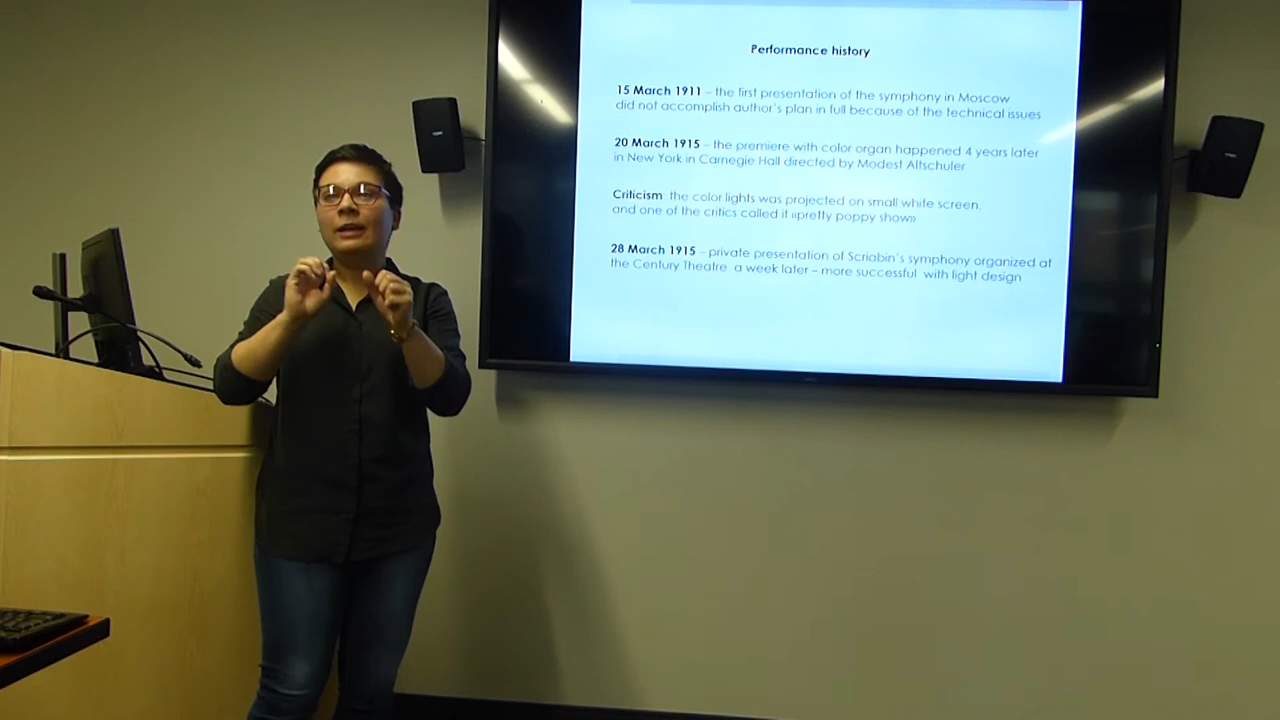 Performance history
15 March 1911 – the first presentation of the symphony in Moscow
did not accomplish author's plan in full because of the technical issues
20 March 1915 – the premiere with color organ happened 4 years later
in New York in Carnegie Hall directed by Modest Altschuler
Criticism: the color lights was projected on small white screen,
and one of the critics called it «pretty poppy show»
28 March 1915 – private presentation of Scriabin's symphony organized at
the Century Theatre a week later – more successful with light design